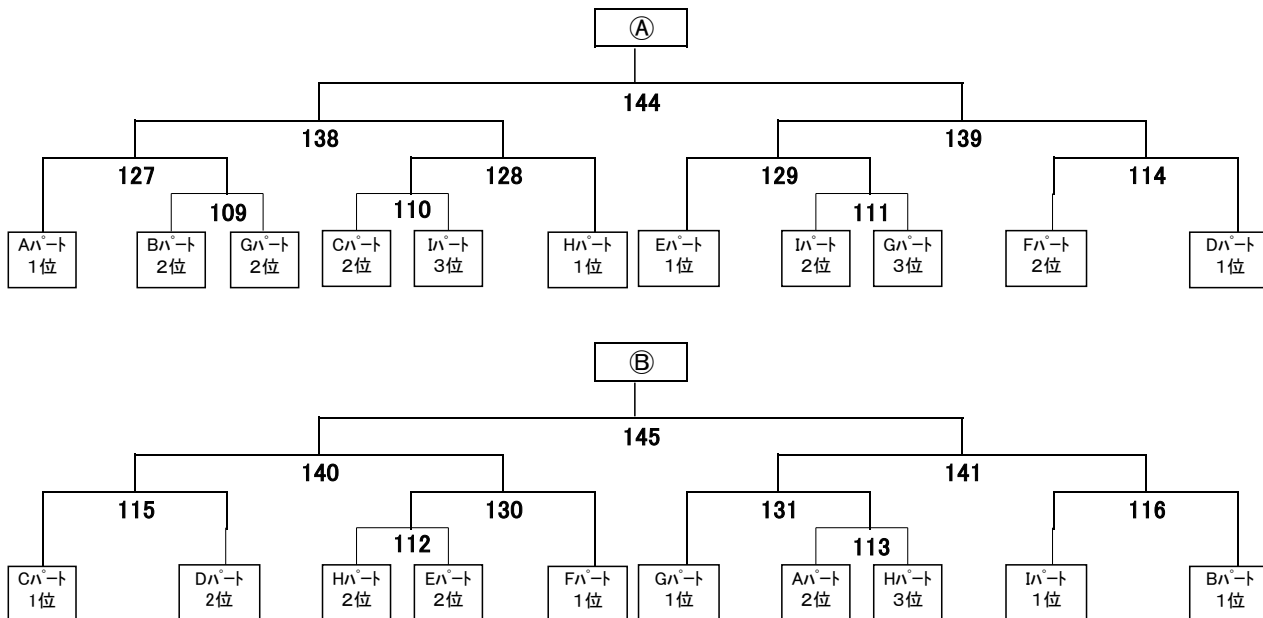 Ⓐ
144
138 139
127 128 129 114
109 110 111
Aパート Bパート Gパート Cパート Iパート Hパート Eパート Iパート Gパート Fパート Dパート
1位 2位 2位 2位 3位 1位 1位 2位 3位 2位 1位
Ⓑ
145
140 141
115 130 131 116
112 113
Cパート Dパート Hパート Eパート Fパート Gパート Aパート Hパート Iパート Bパート
1位 2位 2位 2位 1位 1位 2位 3位 1位 1位